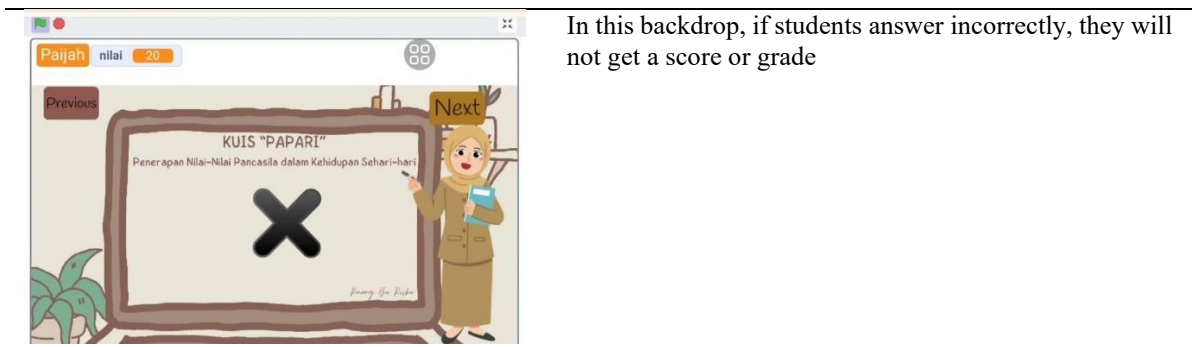 Paijah nilai 20
Previous
Next
KUIS "PAPARI"
Penerapan Nilai-Nilai Pancasila dalam Kehidupan Sehari-hari
In this backdrop, if students answer incorrectly, they will
not get a score or grade